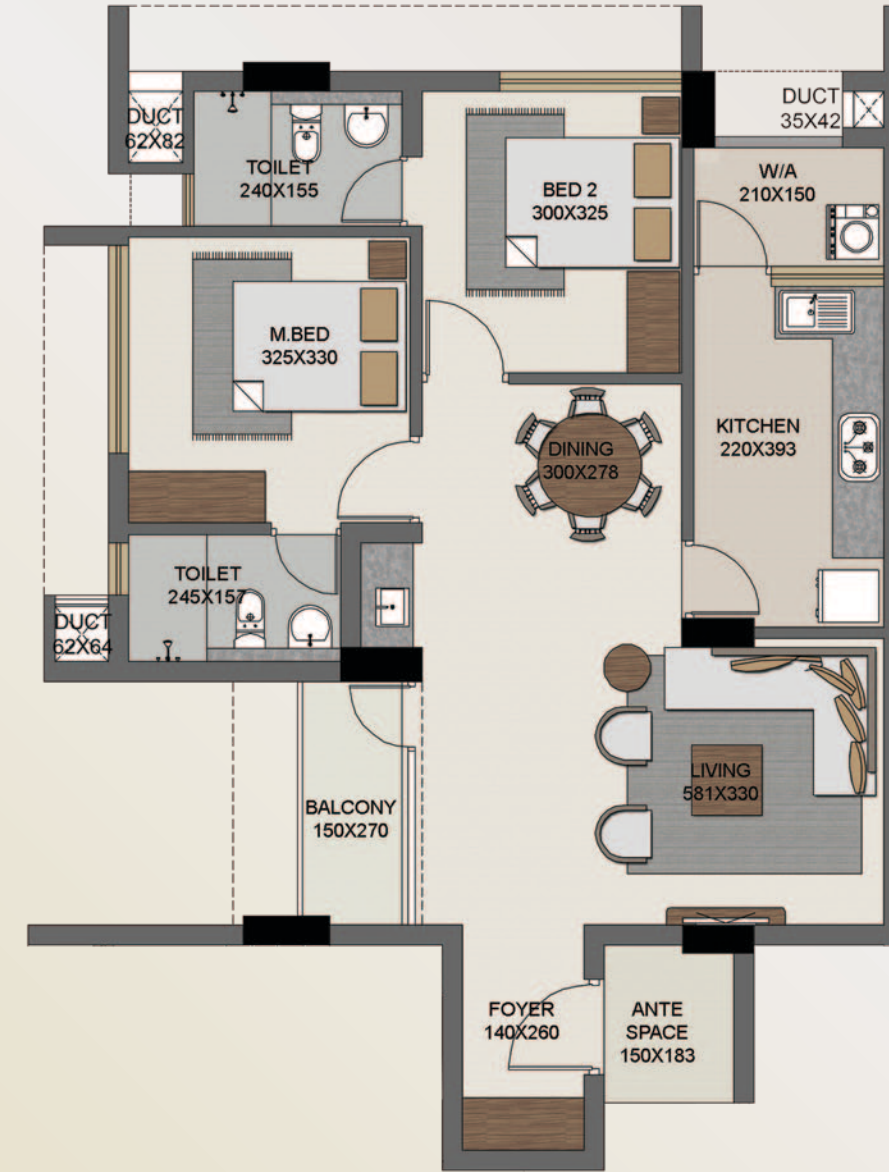 DUCT
62X82
TOILET
240X155
BED 2
300X325
DUCT
35X42
W/A
210X150
M.BED
325X330
DINING
300X278
KITCHEN
220X393
TOILET
245X157
DUCT
62X64
LIVING
581X330
BALCONY
150X270
FOYER
140X260
ANTE
SPACE
150X183